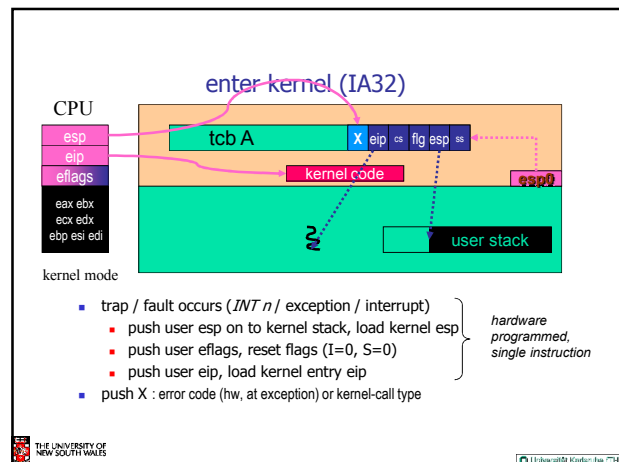 enter kernel (IA32)
CPU
esp
eip
eflags
eax ebx
ecx edx
ebp esi edi
kernel mode
tcb A
X eip cs flg esp ss
kernel code
esp0
user stack
trap / fault occurs (INT n / exception / interrupt)
push user esp on to kernel stack, load kernel esp
push user eflags, reset flags (I=0, S=0)
push user eip, load kernel entry eip
push X : error code (hw, at exception) or kernel-call type
hardware
programmed,
single instruction
THE UNIVERSITY OF
NEW SOUTH WALES